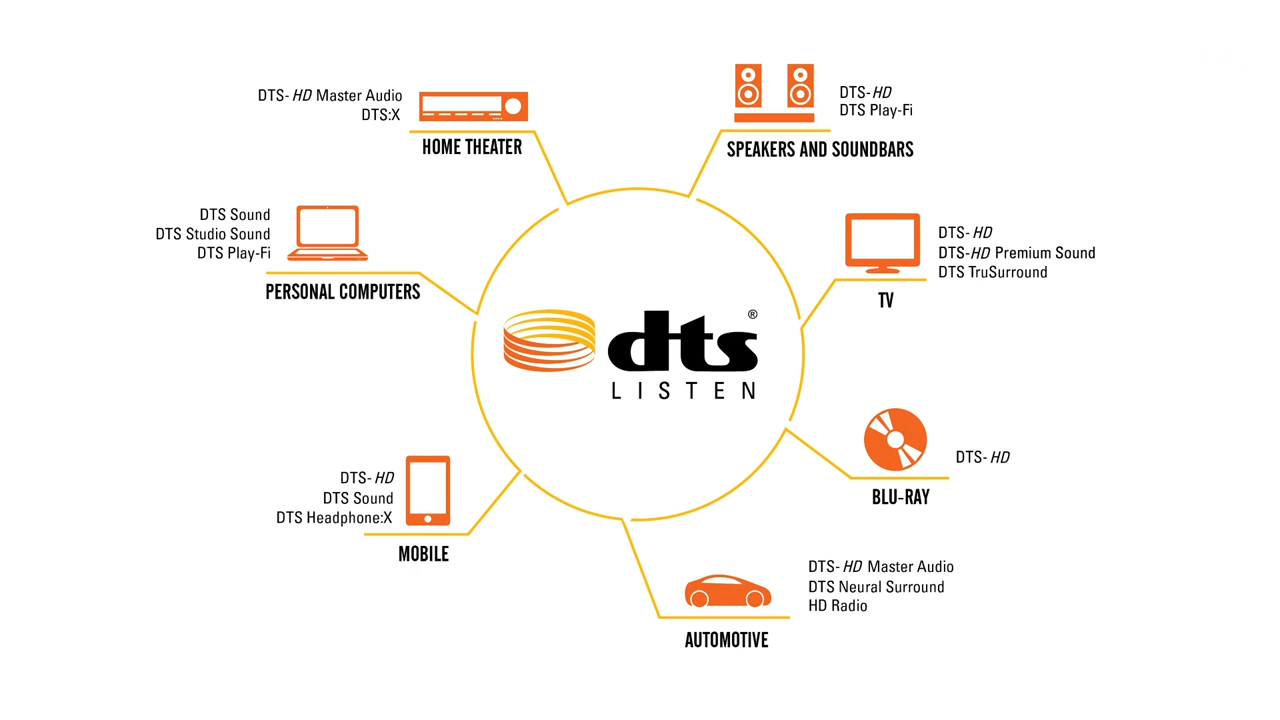 DTS-HD Master Audio
DTS:X
HOME THEATER
DTS-HD
DTS Play-Fi
SPEAKERS AND SOUNDBARS
DTS Sound
DTS Studio Sound
DTS Play-Fi
PERSONAL COMPUTERS
DTS-HD
DTS-HD Premium Sound
DTS TruSurround
TV
dts®
LISTEN
DTS-HD
BLU-RAY
DTS-HD
DTS Sound
DTS Headphone:X
MOBILE
DTS-HD Master Audio
DTS Neural Surround
HD Radio
AUTOMOTIVE